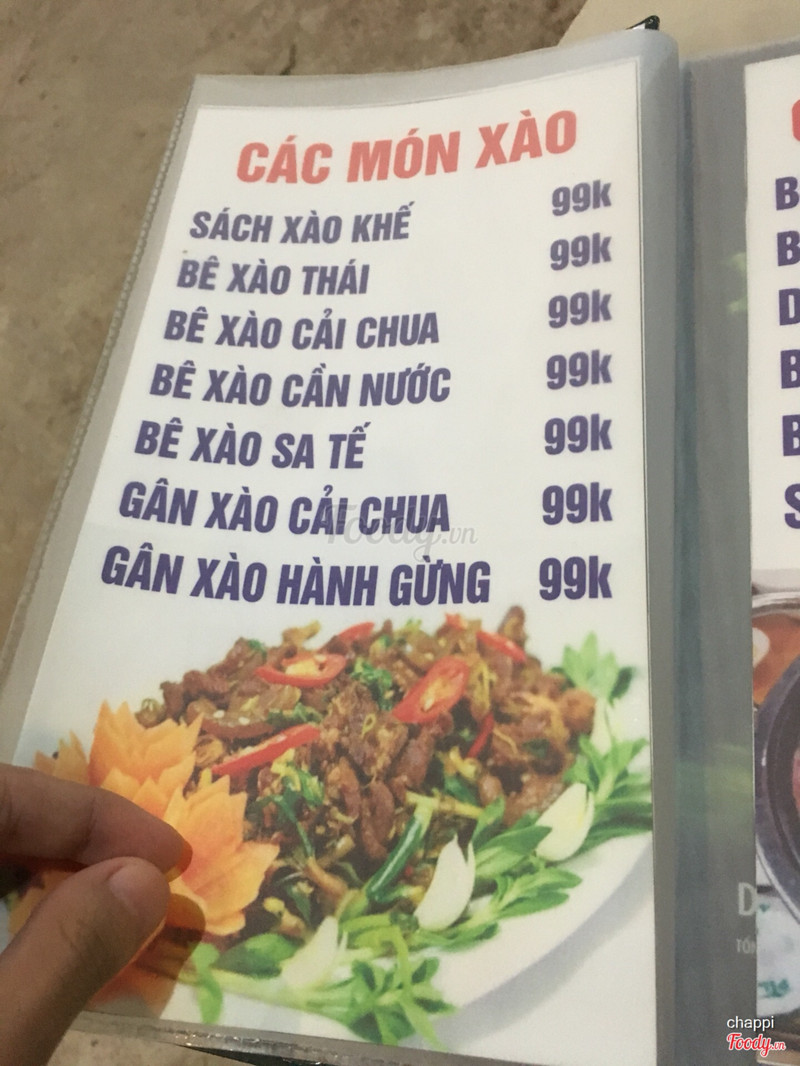 CÁC MÓN XÀO
SÁCH XÀO KHẾ 99k
BÊ XÀO THÁI 99k
BÊ XÀO CẢI CHUA 99k
BÊ XÀO CẦN NƯỚC 99k
BÊ XÀO SA TẾ 99k
GÂN XÀO CẢI CHUA 99k
GÂN XÀO HÀNH GỪNG 99k
Foody.vn
chappi
Foody.vn